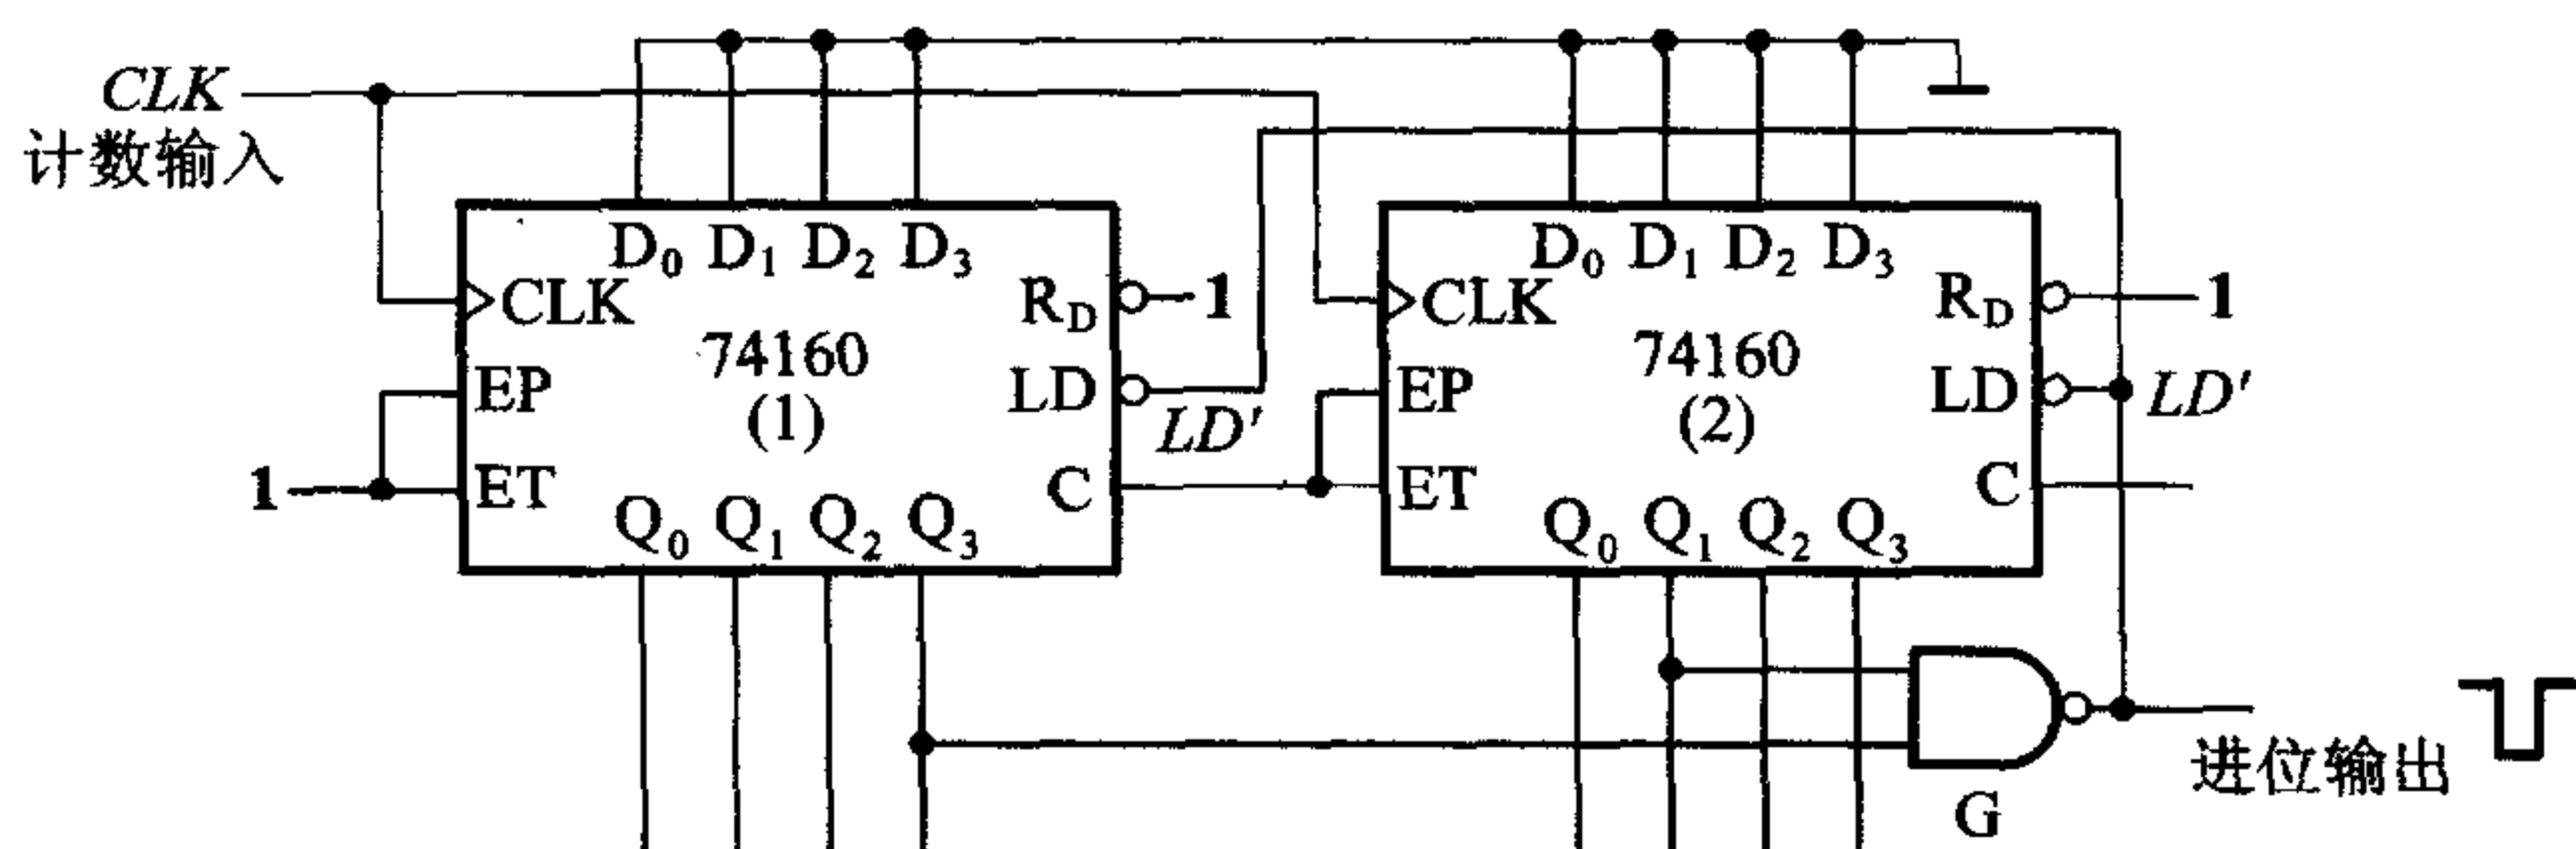 CLK
计数输入
D₀ D₁ D₂ D₃
CLK
R_D
1
74160
(1)
EP
LD
LD′
1
ET
C
Q₀ Q₁ Q₂ Q₃
D₀ D₁ D₂ D₃
CLK
R_D
1
74160
(2)
EP
LD
LD′
ET
C
Q₀ Q₁ Q₂ Q₃
G
进位输出